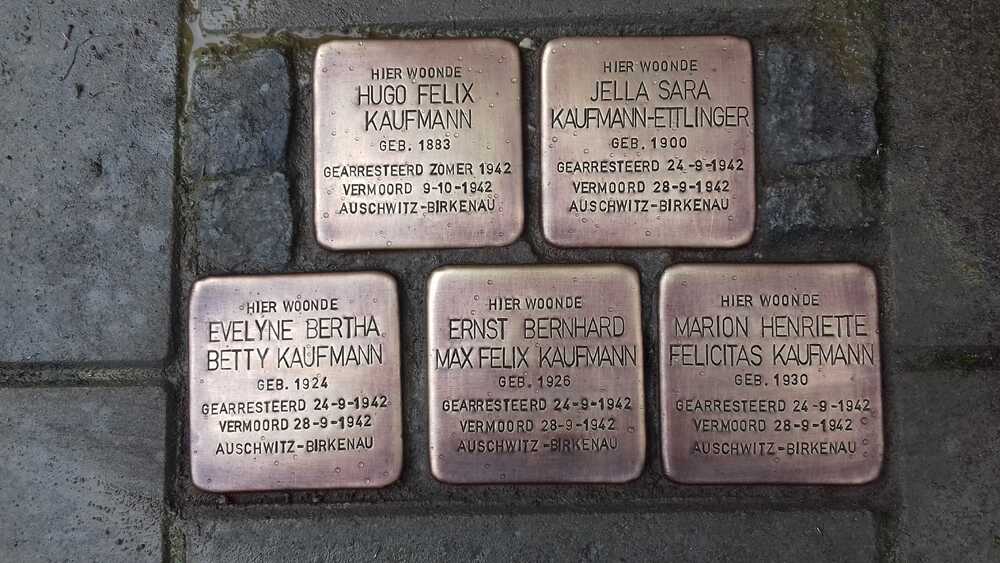 HIER WOONDE
HUGO FELIX
KAUFMANN
GEB. 1883
GEARRESTEERD ZOMER 1942
VERMOORD 9-10-1942
AUSCHWITZ-BIRKENAU
HIER WOONDE
JELLA SARA
KAUFMANN-ETTLINGER
GEB. 1900
GEARRESTEERD 24-9-1942
VERMOORD 28-9-1942
AUSCHWITZ-BIRKENAU
HIER WOONDE
EVELYNE BERTHA
BETTY KAUFMANN
GEB. 1924
GEARRESTEERD 24-9-1942
VERMOORD 28-9-1942
AUSCHWITZ-BIRKENAU
HIER WOONDE
ERNST BERNHARD
MAX FELIX KAUFMANN
GEB. 1926
GEARRESTEERD 24-9-1942
VERMOORD 28-9-1942
AUSCHWITZ-BIRKENAU
HIER WOONDE
MARION HENRIETTE
FELICITAS KAUFMANN
GEB. 1930
GEARRESTEERD 24-9-1942
VERMOORD 28-9-1942
AUSCHWITZ-BIRKENAU